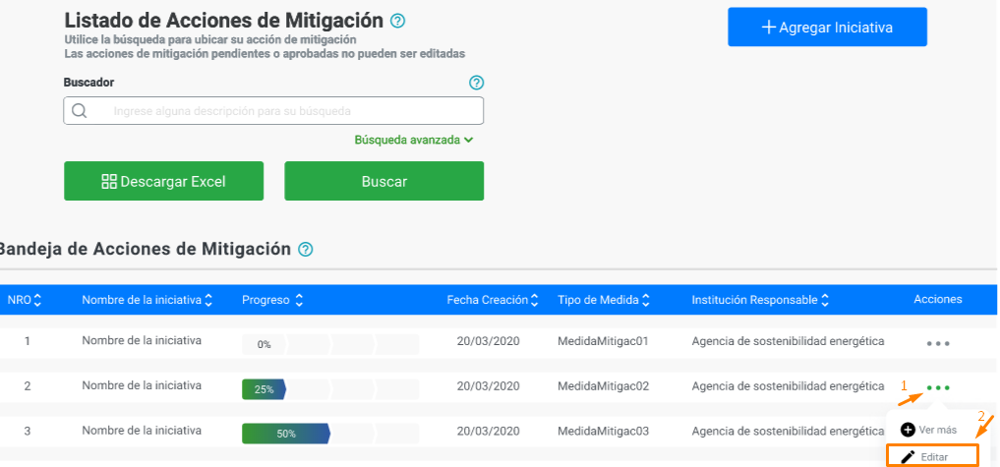 Listado de Acciones de Mitigación
Utilice la búsqueda para ubicar su acción de mitigación
Las acciones de mitigación pendientes o aprobadas no pueden ser editadas
Agregar Iniciativa
Buscador
Ingrese alguna descripción para su búsqueda
Búsqueda avanzada
Descargar Excel
Buscar
Bandeja de Acciones de Mitigación
NRO Nombre de la iniciativa Progreso Fecha Creación Tipo de Medida Institución Responsable Acciones
1 Nombre de la iniciativa 0% 20/03/2020 MedidaMitigac01 Agencia de sostenibilidad energética
2 Nombre de la iniciativa 25% 20/03/2020 MedidaMitigac02 Agencia de sostenibilidad energética 1
3 Nombre de la iniciativa 50% 20/03/2020 MedidaMitigac03 Agencia de sostenibilidad energética Ver más 2
Editar